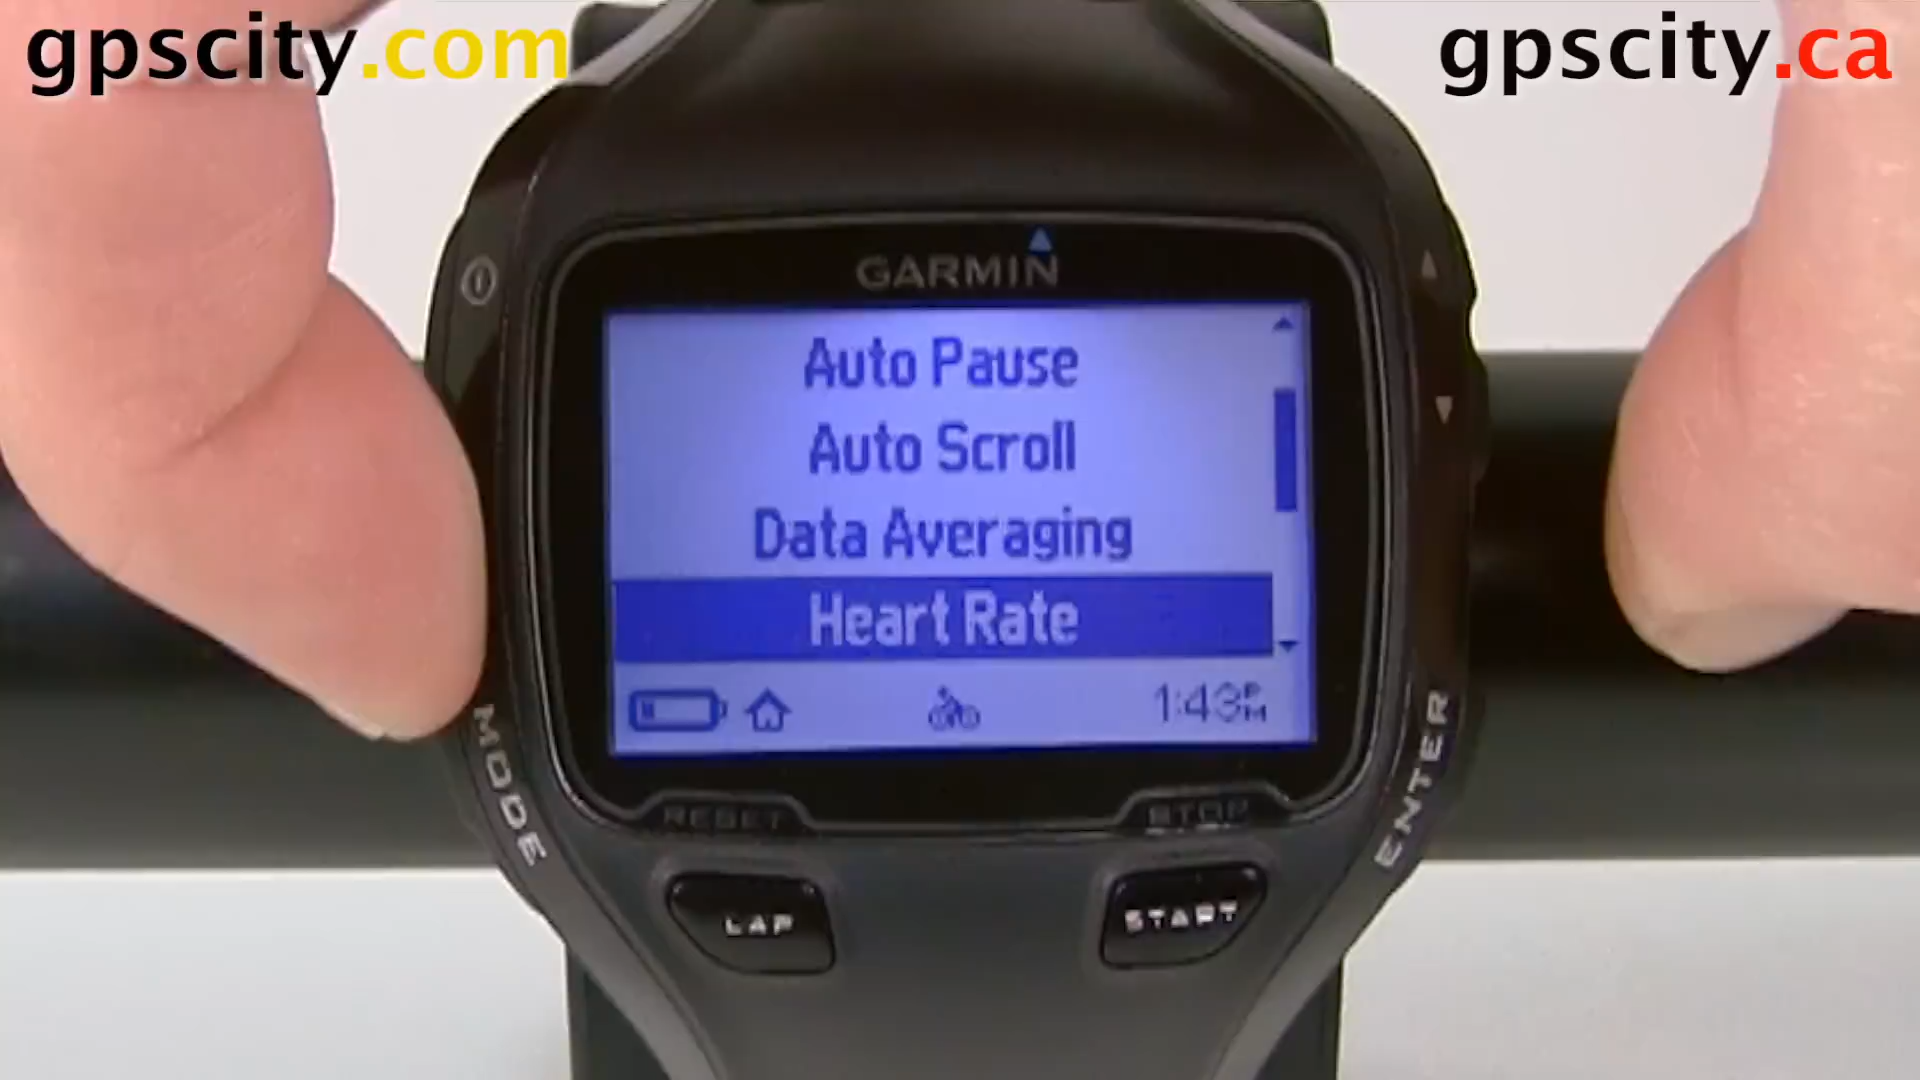 gpscity.com
gpscity.ca
GARMIN
Auto Pause
Auto Scroll
Data Averaging
Heart Rate
1:43PM
MODE
ENTER
RESET
STOP
LAP
START